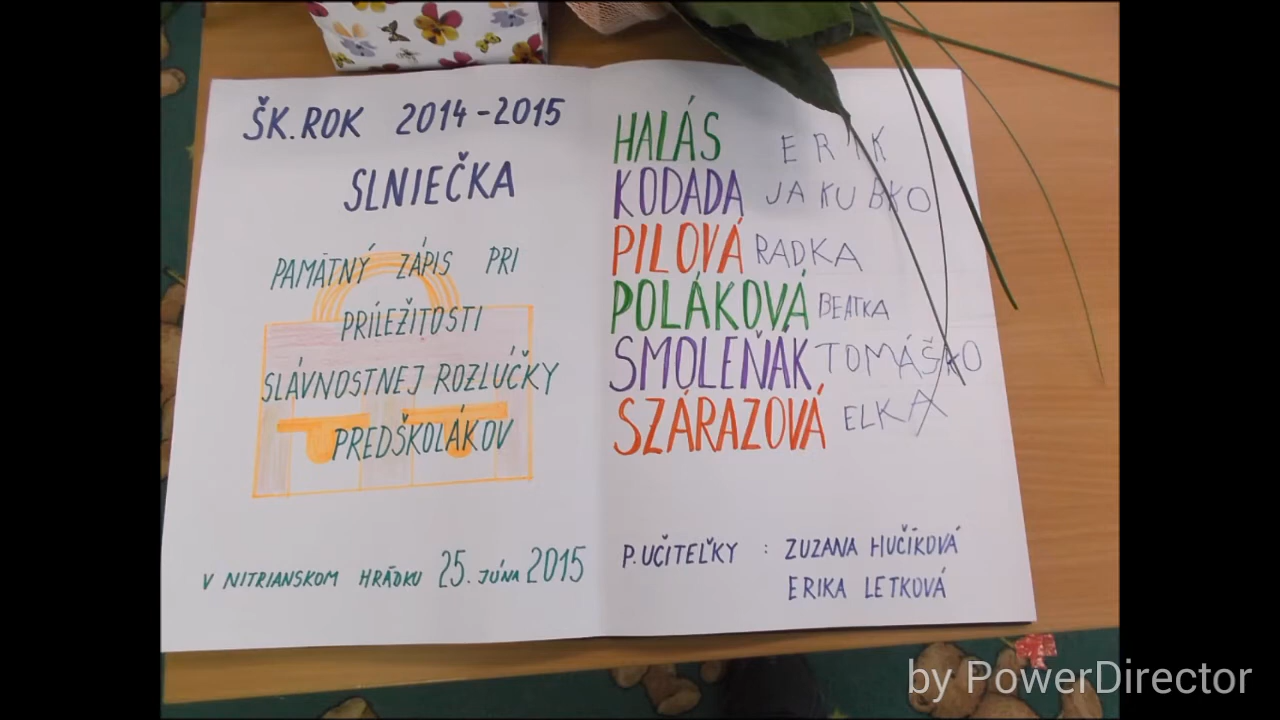 ŠK. ROK 2014-2015
SLNIEČKA
PAMÄTNÝ ZÁPIS PRI
PRÍLEŽITOSTI
SLÁVNOSTNEJ ROZLÚČKY
PREDŠKOLÁKOV
V NITRIANSKOM HRÁDKU 25. JÚNA 2015
HALÁS ERIK
KODADA JAKUBKO
PILOVÁ RADKA
POLÁKOVÁ BEATKA
SMOLEŇÁK TOMÁŠKO
SZÁRAZOVÁ ELKA
P. UČITEĽKY : ZUZANA HUČÍKOVÁ
ERIKA LETKOVÁ
by PowerDirector